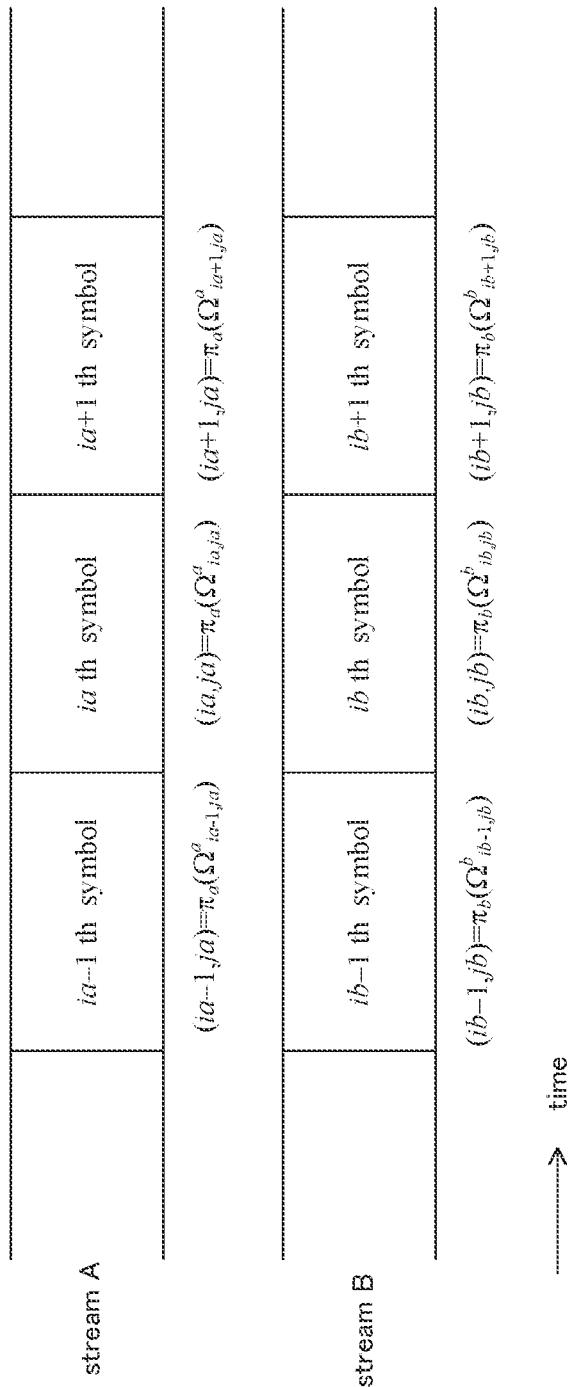 stream A
ia−1 th symbol
ia th symbol
ia+1 th symbol
(ia−1,ja)=πa(Ωᵃia-1,ja)
(ia,ja)=πa(Ωᵃia,ja)
(ia+1,ja)=πa(Ωᵃia+1,ja)
stream B
ib−1 th symbol
ib th symbol
ib+1 th symbol
(ib−1,jb)=πb(Ωᵇib-1,jb)
(ib,jb)=πb(Ωᵇib,jb)
(ib+1,jb)=πb(Ωᵇib+1,jb)
time